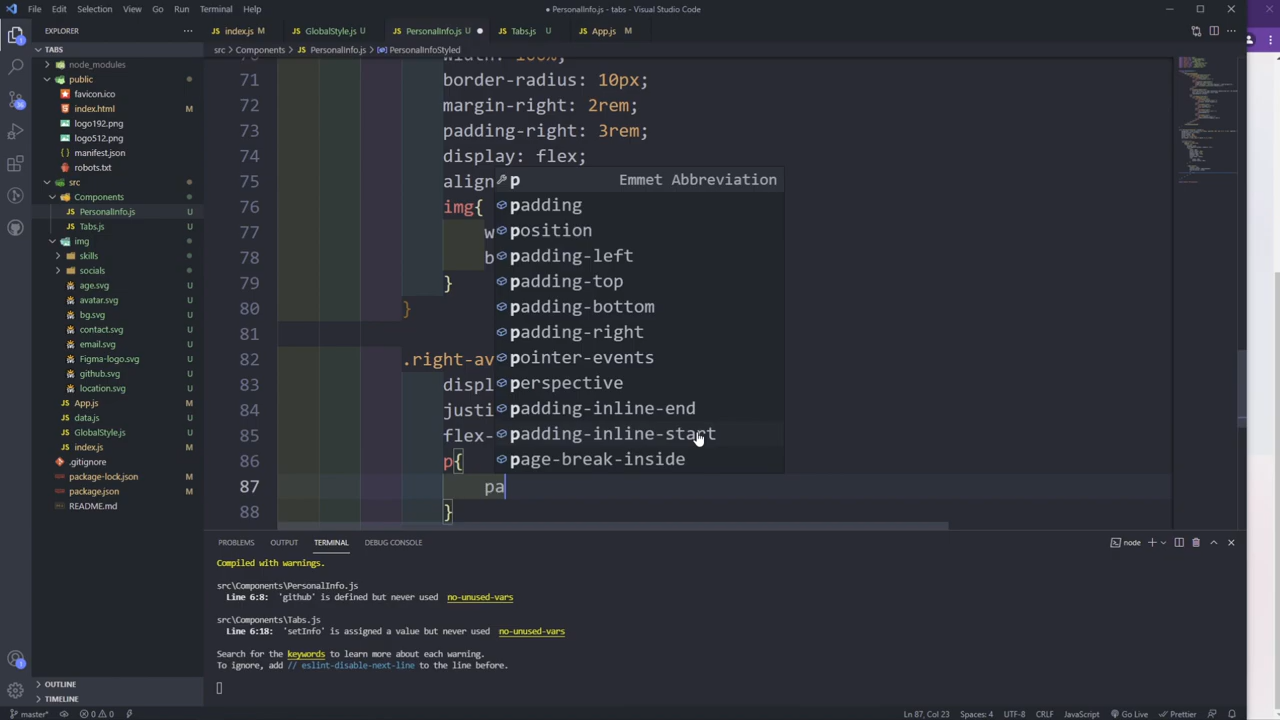 File Edit Selection View Go Run Terminal Help
● PersonalInfo.js - tabs - Visual Studio Code
EXPLORER
TABS
node_modules
public
favicon.ico
index.html M
logo192.png
logo512.png
manifest.json
robots.txt
src
Components
PersonalInfo.js U
Tabs.js U
img
skills
socials
age.svg U
avatar.svg U
bg.svg U
contact.svg U
email.svg U
Figma-logo.svg U
github.svg U
location.svg U
App.js M
data.js U
GlobalStyle.js U
index.js M
.gitignore
package-lock.json M
package.json M
README.md
OUTLINE
TIMELINE
index.js M
GlobalStyle.js U
PersonalInfo.js U
Tabs.js U
App.js M
src > Components > PersonalInfo.js > PersonalInfoStyled
71 border-radius: 10px;
72 margin-right: 2rem;
73 padding-right: 3rem;
74 display: flex;
75 align
76 img{
77 w
78 b
79 }
80 }
81
82 .right-av
83 displ
84 justi
85 flex-
86 p{
87 pa
88 }
p Emmet Abbreviation
padding
position
padding-left
padding-top
padding-bottom
padding-right
pointer-events
perspective
padding-inline-end
padding-inline-start
page-break-inside
PROBLEMS OUTPUT TERMINAL DEBUG CONSOLE
node
Compiled with warnings.
src\Components\PersonalInfo.js
Line 6:8: 'github' is defined but never used no-unused-vars
src\Components\Tabs.js
Line 6:18: 'setInfo' is assigned a value but never used no-unused-vars
Search for the keywords to learn more about each warning.
To ignore, add // eslint-disable-next-line to the line before.
master* 0 0 Ln 87, Col 23 Spaces: 4 UTF-8 CRLF JavaScript Go Live Prettier